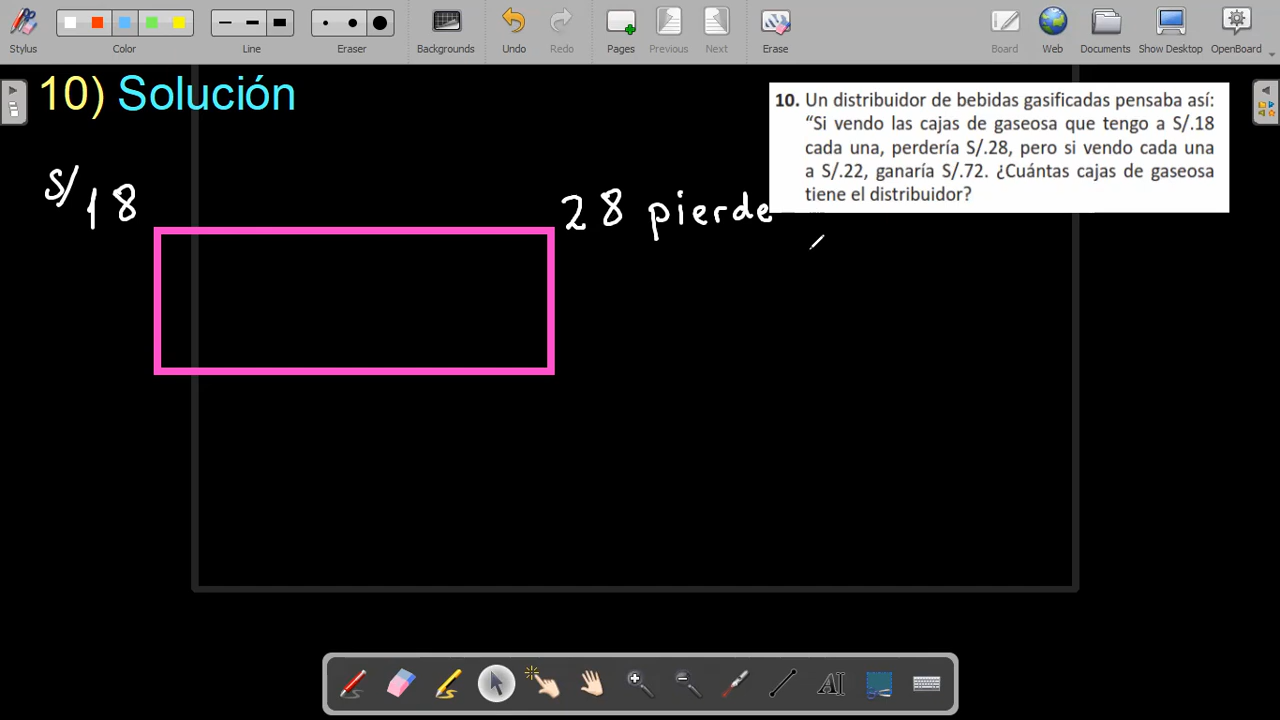 Stylus Color Line Eraser Backgrounds Undo Redo Pages Previous Next Erase Board Web Documents Show Desktop OpenBoard
10) Solución
10. Un distribuidor de bebidas gasificadas pensaba así:
“Si vendo las cajas de gaseosa que tengo a S/.18
cada una, perdería S/.28, pero si vendo cada una
a S/.22, ganaría S/.72. ¿Cuántas cajas de gaseosa
tiene el distribuidor?
S/ 18
28 pierde
AI